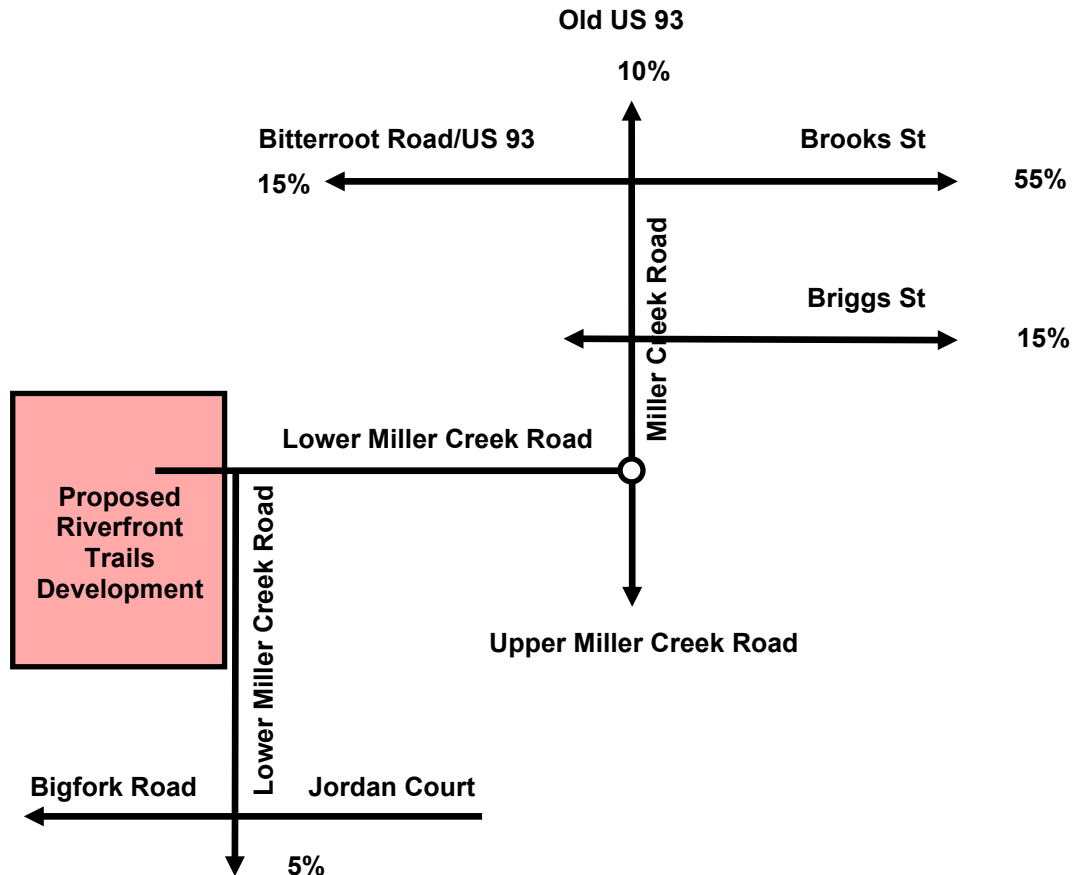 Old US 93
10%
Bitterroot Road/US 93
Brooks St
15%
55%
Miller Creek Road
Briggs St
15%
Lower Miller Creek Road
Proposed
Riverfront
Trails
Development
Lower Miller Creek Road
Upper Miller Creek Road
Bigfork Road
Jordan Court
5%